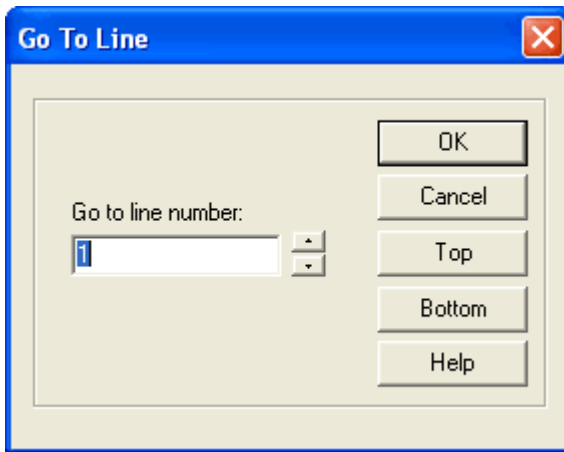 Go To Line
OK
Cancel
Go to line number:
1
Top
Bottom
Help